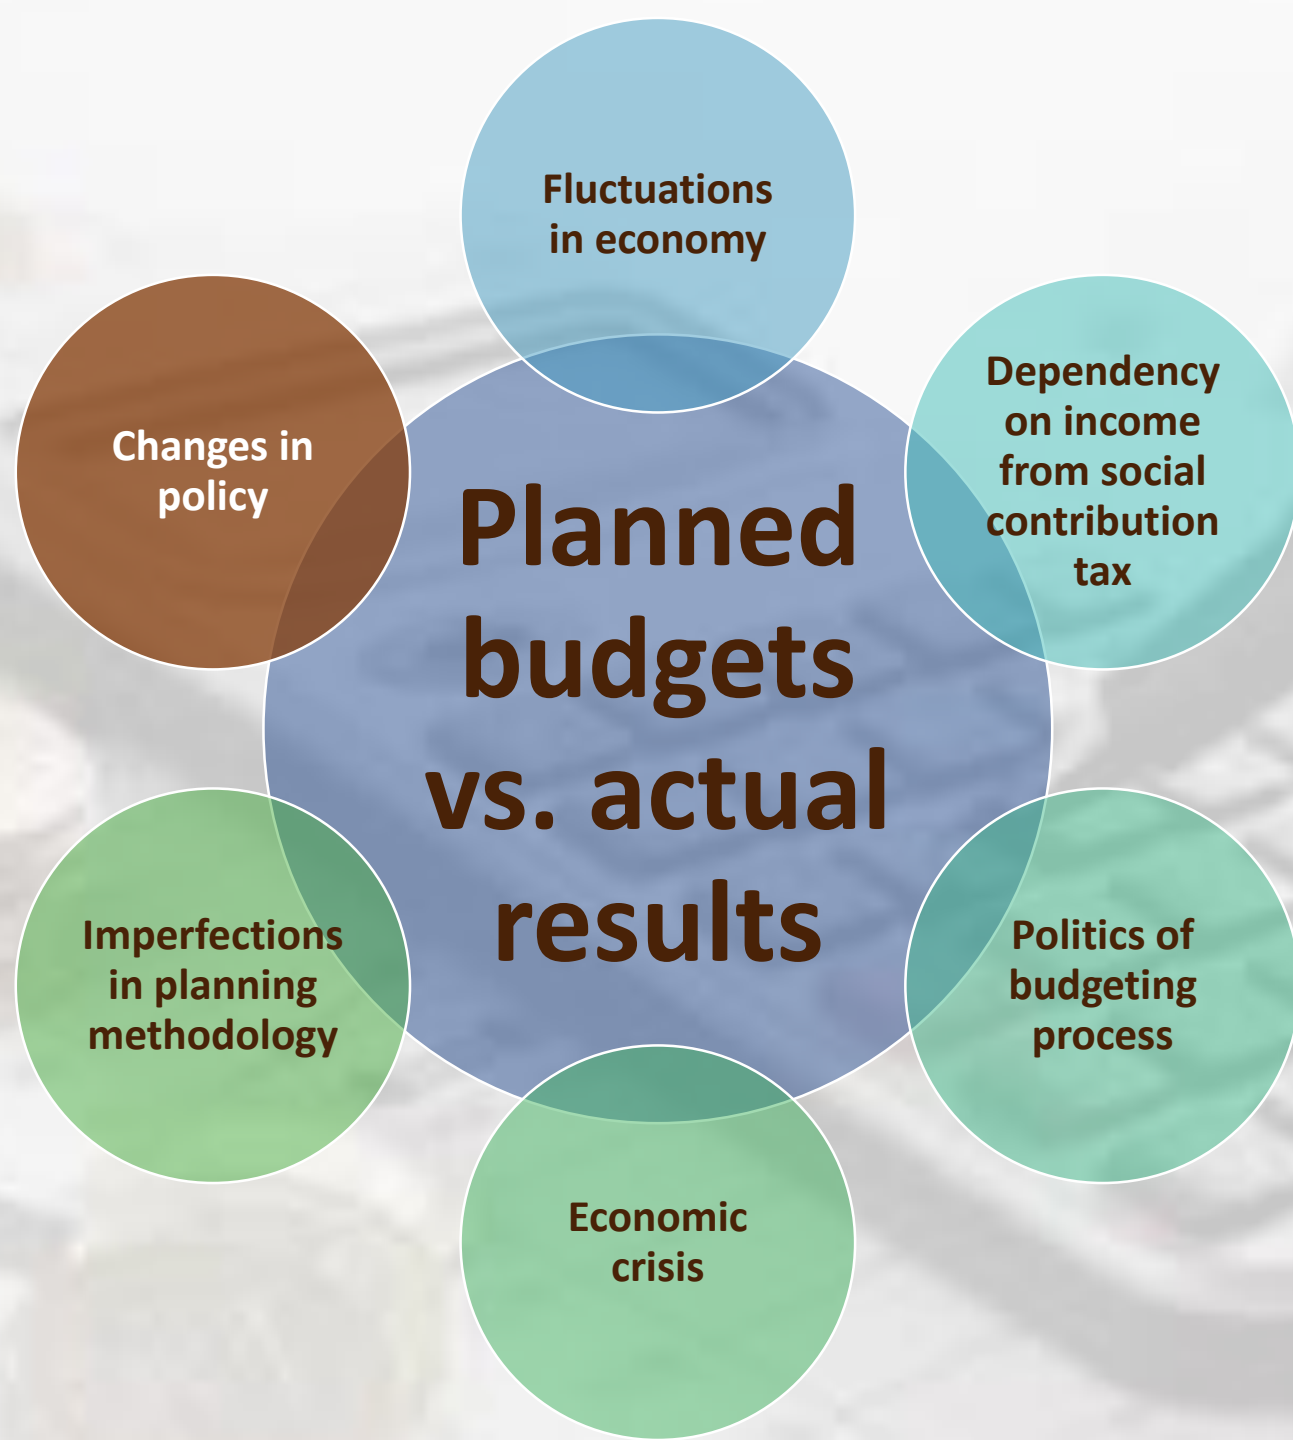 Fluctuations
in economy
Dependency
on income
from social
contribution
tax
Politics of
budgeting
process
Economic
crisis
Imperfections
in planning
methodology
Changes in
policy
Planned
budgets
vs. actual
results